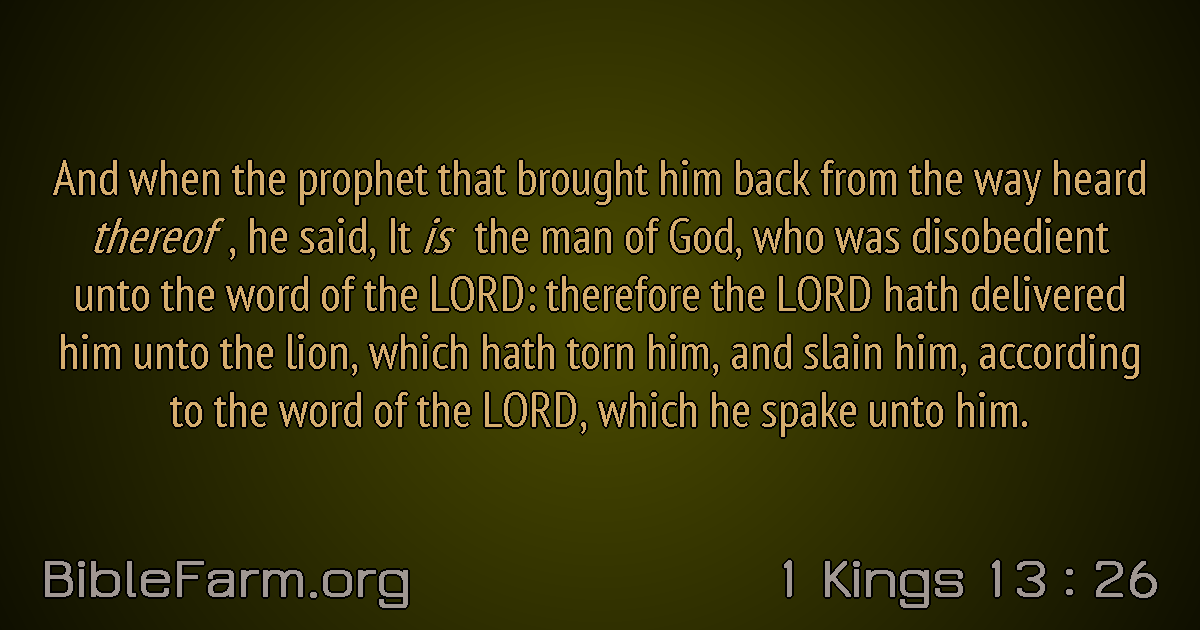 And when the prophet that brought him back from the way heard
thereof , he said, It is the man of God, who was disobedient
unto the word of the LORD: therefore the LORD hath delivered
him unto the lion, which hath torn him, and slain him, according
to the word of the LORD, which he spake unto him.
BibleFarm.org
1 Kings 13 : 26